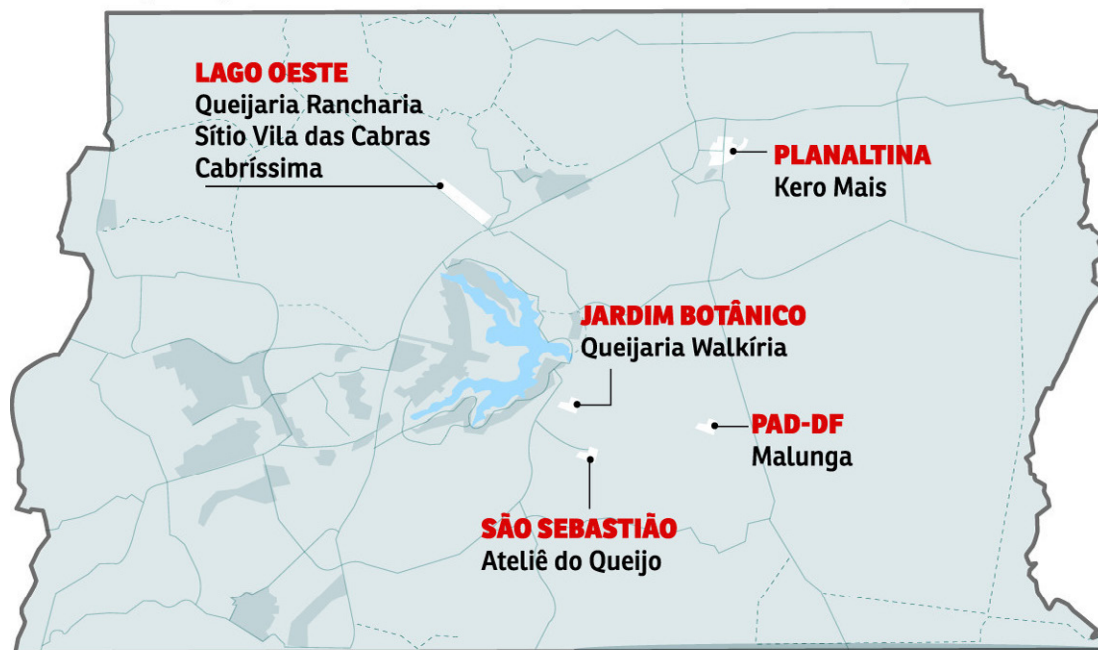 LAGO OESTE
Queijaria Rancharia
Sítio Vila das Cabras
Cabríssima
PLANALTINA
Kero Mais
JARDIM BOTÂNICO
Queijaria Walkíria
PAD-DF
Malunga
SÃO SEBASTIÃO
Ateliê do Queijo